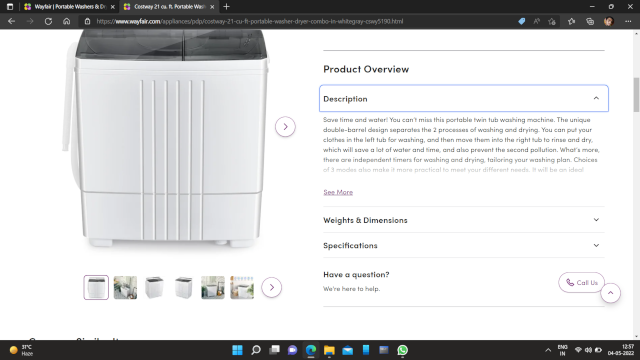 Wayfair | Portable Washers & Dr
Costway 21 cu. ft. Portable Wash
https://www.wayfair.com/appliances/pdp/costway-21-cu-ft-portable-washer-dryer-combo-in-whitegray-cswy5190.html
Product Overview
Description
Save time and water! You can't miss this portable twin tub washing machine. The unique
double-barrel design separates the 2 processes of washing and drying. You can put your
clothes in the left tub for washing, and then move them into the right tub to rinse and dry,
which will save a lot of water and time, and also prevent the second pollution. What's more,
there are independent timers for washing and drying, tailoring your washing plan. Choices
of 3 modes also make it more practical to meet your different needs. It will be an ideal
See More
Weights & Dimensions
Specifications
Have a question?
We're here to help.
Call Us
31°C
Haze
ENG
IN
12:57
04-05-2022